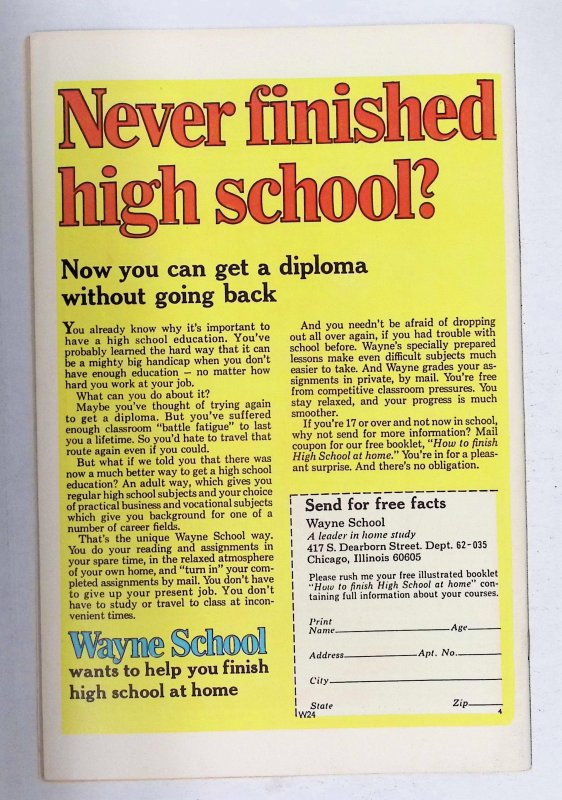 Never finished
high school?
Now you can get a diploma
without going back
You already know why it's important to
have a high school education. You've
probably learned the hard way that it can
be a mighty big handicap when you don't
have enough education – no matter how
hard you work at your job.
What can you do about it?
Maybe you've thought of trying again
to get a diploma. But you've suffered
enough classroom "battle fatigue" to last
you a lifetime. So you'd hate to travel that
route again even if you could.
But what if we told you that there was
now a much better way to get a high school
education? An adult way, which gives you
regular high school subjects and your choice
of practical business and vocational subjects
which give you background for one of a
number of career fields.
That's the unique Wayne School way.
You do your reading and assignments in
your spare time, in the relaxed atmosphere
of your own home, and "turn in" your com-
pleted assignments by mail. You don't have
to give up your present job. You don't
have to study or travel to class at incon-
venient times.
Wayne School
wants to help you finish
high school at home
And you needn't be afraid of dropping
out all over again, if you had trouble with
school before. Wayne's specially prepared
lessons make even difficult subjects much
easier to take. And Wayne grades your as-
signments in private, by mail. You're free
from competitive classroom pressures. You
stay relaxed, and your progress is much
smoother.
If you're 17 or over and not now in school,
why not send for more information? Mail
coupon for our free booklet, "How to finish
High School at home." You're in for a pleas-
ant surprise. And there's no obligation.
Send for free facts
Wayne School
A leader in home study
417 S. Dearborn Street. Dept. 62-035
Chicago, Illinois 60605
Please rush me your free illustrated booklet
"How to finish High School at home" con-
taining full information about your courses.
Print
Name Age
Address Apt. No.
City
State Zip
W24 4